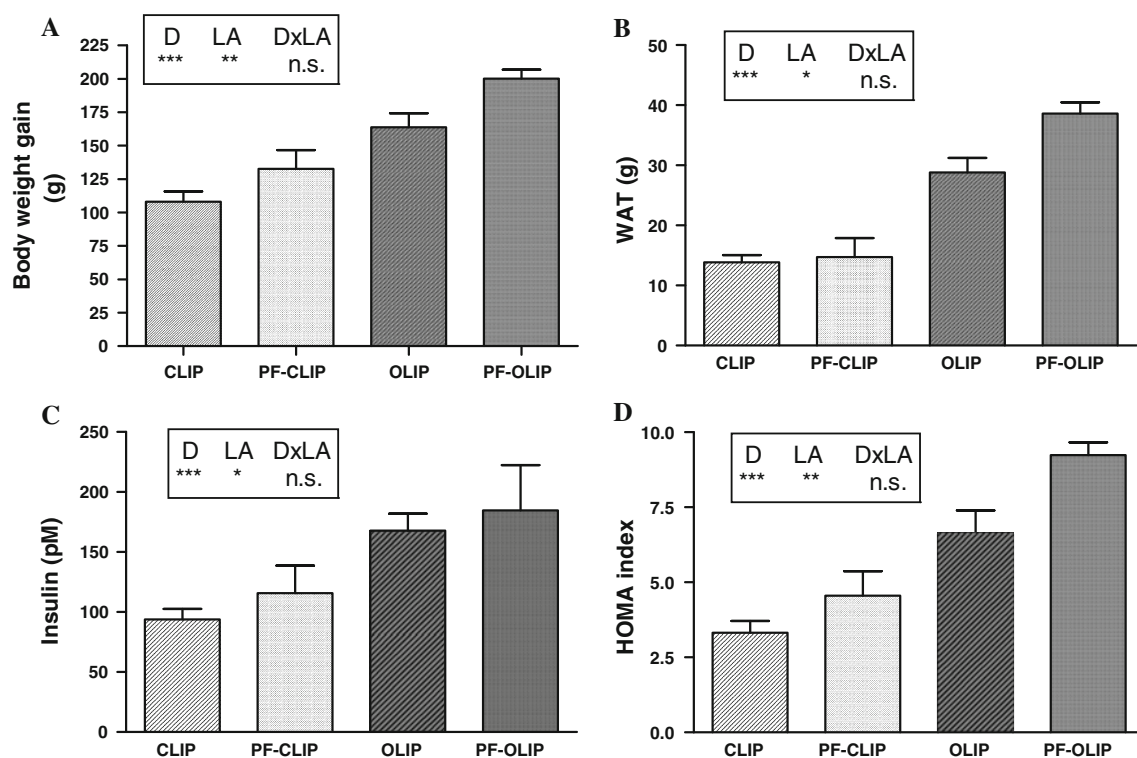 A
D LA DxLA
*** ** n.s.
Body weight gain
(g)
225
200
175
150
125
100
75
50
25
0
CLIP PF-CLIP OLIP PF-OLIP
B
D LA DxLA
*** * n.s.
WAT (g)
50
40
30
20
10
0
CLIP PF-CLIP OLIP PF-OLIP
C
D LA DxLA
*** * n.s.
Insulin (pM)
250
200
150
100
50
0
CLIP PF-CLIP OLIP PF-OLIP
D
D LA DxLA
*** ** n.s.
HOMA index
10.0
7.5
5.0
2.5
0.0
CLIP PF-CLIP OLIP PF-OLIP